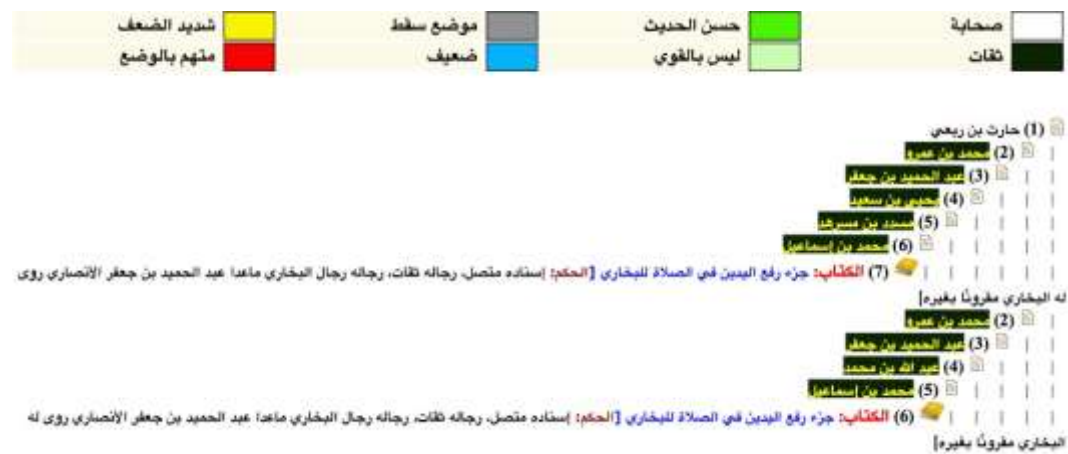 صحابة حسن الحديث موضع سقط شديد الضعف
ثقات ليس بالقوي ضعيف متهم بالوضع
(1) حارث بن ربعي
(2) محمد بن عمرو
(3) عبد الحميد بن جعفر
(4) يحيى بن سعيد
(5) مسدد بن مسرهد
(6) محمد بن إسماعيل
(7) الكتاب: جزء رفع اليدين في الصلاة للبخاري [الحكم: إسناده متصل، رجاله ثقات، رجاله رجال البخاري ماعدا عبد الحميد بن جعفر الأنصاري روى
له البخاري مقرونًا بغيره]
(2) محمد بن عمرو
(3) عبد الحميد بن جعفر
(4) عبد الله بن محمد
(5) محمد بن إسماعيل
(6) الكتاب: جزء رفع اليدين في الصلاة للبخاري [الحكم: إسناده متصل، رجاله ثقات، رجاله رجال البخاري ماعدا عبد الحميد بن جعفر الأنصاري روى له
البخاري مقرونًا بغيره]